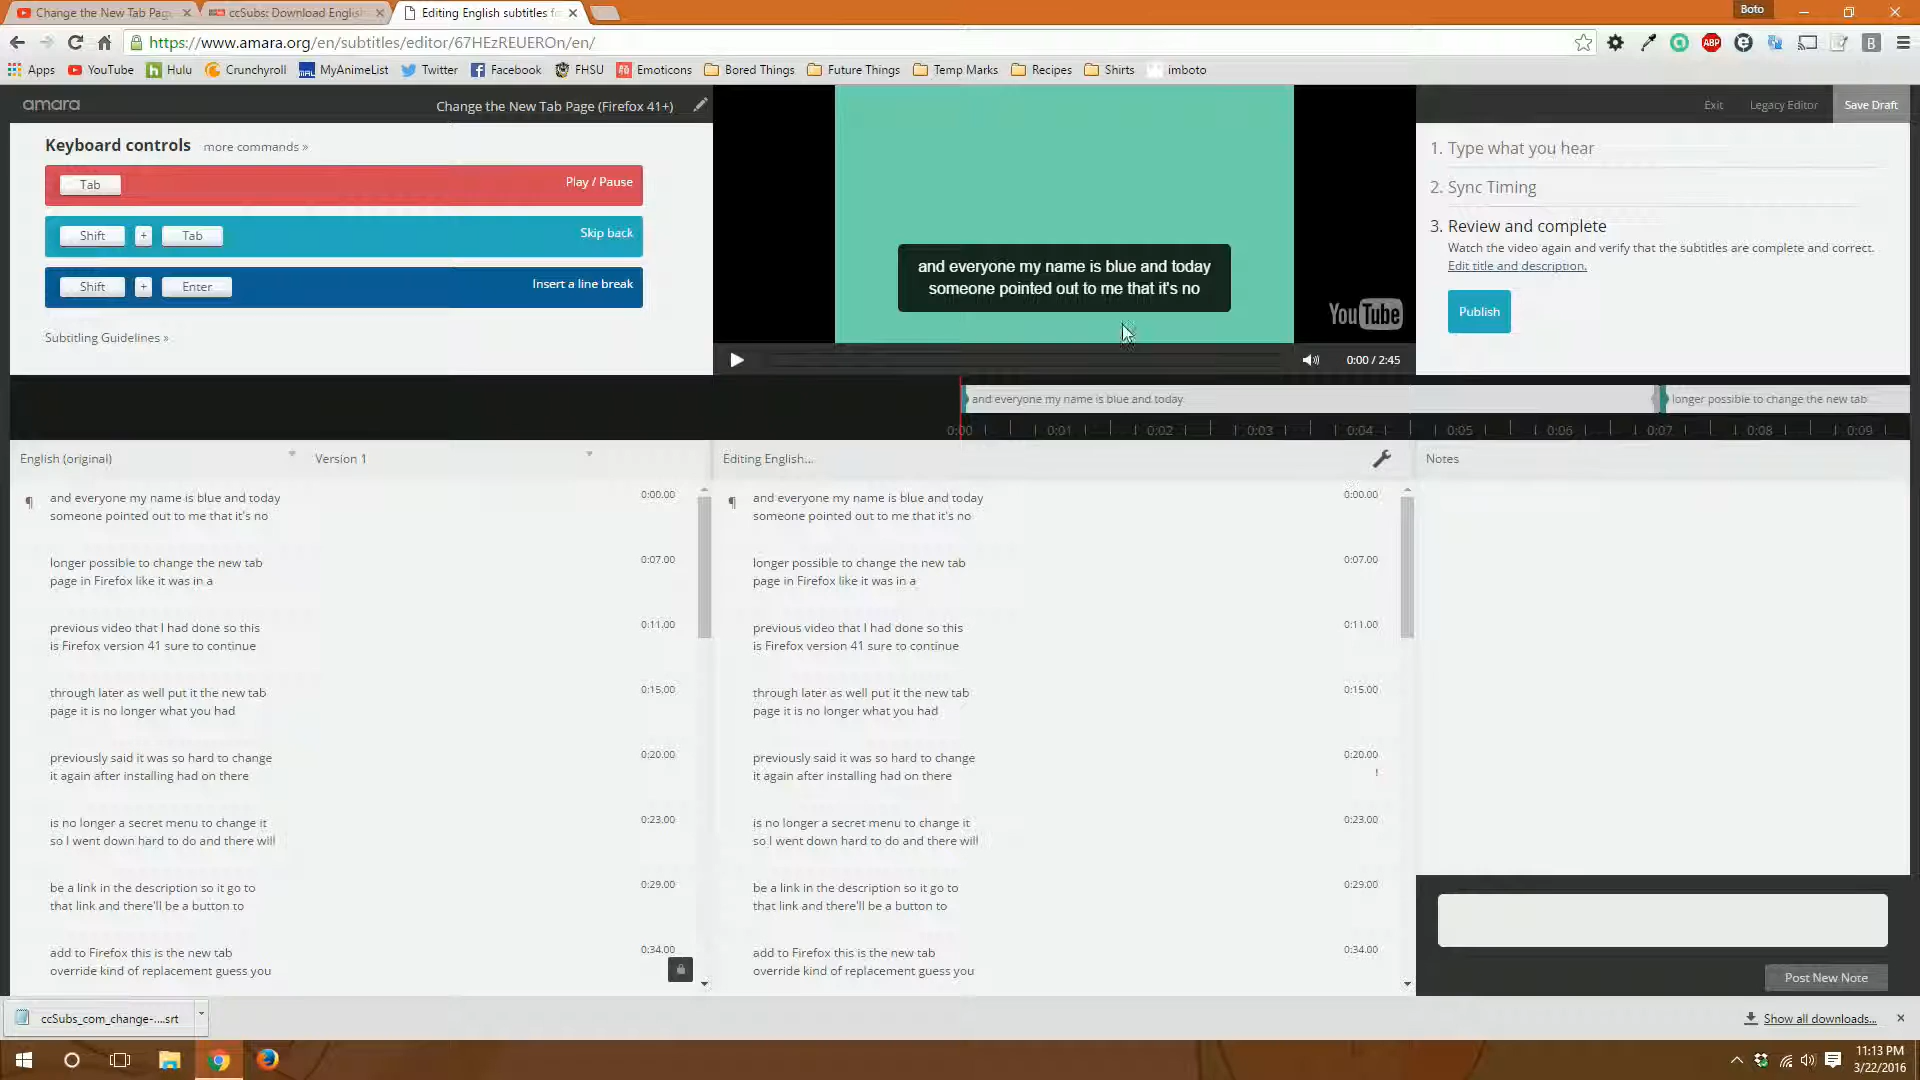 Change the New Tab Pag
ccSubs: Download English
Editing English subtitles f
Boto
https://www.amara.org/en/subtitles/editor/67HEzREUEROn/en/
ABP
B
Apps
YouTube
Hulu
Crunchyroll
MyAnimeList
Twitter
Facebook
FHSU
Emoticons
Bored Things
Future Things
Temp Marks
Recipes
Shirts
imboto
amara
Change the New Tab Page (Firefox 41+)
Exit
Legacy Editor
Save Draft
Keyboard controls
more commands »
Tab
Play / Pause
Shift
+
Tab
Skip back
Shift
+
Enter
Insert a line break
Subtitling Guidelines »
and everyone my name is blue and today
someone pointed out to me that it's no
YouTube
0:00 / 2:45
1. Type what you hear
2. Sync Timing
3. Review and complete
Watch the video again and verify that the subtitles are complete and correct.
Edit title and description.
Publish
and everyone my name is blue and today
longer possible to change the new tab
0:00
0:01
0:02
0:03
0:04
0:05
0:06
0:07
0:08
0:09
English (original)
Version 1
Editing English...
Notes
¶
and everyone my name is blue and today
someone pointed out to me that it's no
0:00.00
longer possible to change the new tab
page in Firefox like it was in a
0:07.00
previous video that I had done so this
is Firefox version 41 sure to continue
0:11.00
through later as well put it the new tab
page it is no longer what you had
0:15.00
previously said it was so hard to change
it again after installing had on there
0:20.00
is no longer a secret menu to change it
so I went down hard to do and there will
0:23.00
be a link in the description so it go to
that link and there'll be a button to
0:29.00
add to Firefox this is the new tab
override kind of replacement guess you
0:34.00
¶
and everyone my name is blue and today
someone pointed out to me that it's no
0:00.00
longer possible to change the new tab
page in Firefox like it was in a
0:07.00
previous video that I had done so this
is Firefox version 41 sure to continue
0:11.00
through later as well put it the new tab
page it is no longer what you had
0:15.00
previously said it was so hard to change
it again after installing had on there
0:20.00
!
is no longer a secret menu to change it
so I went down hard to do and there will
0:23.00
be a link in the description so it go to
that link and there'll be a button to
0:29.00
add to Firefox this is the new tab
override kind of replacement guess you
0:34.00
Post New Note
ccSubs_com_change-....srt
Show all downloads...
11:13 PM
3/22/2016